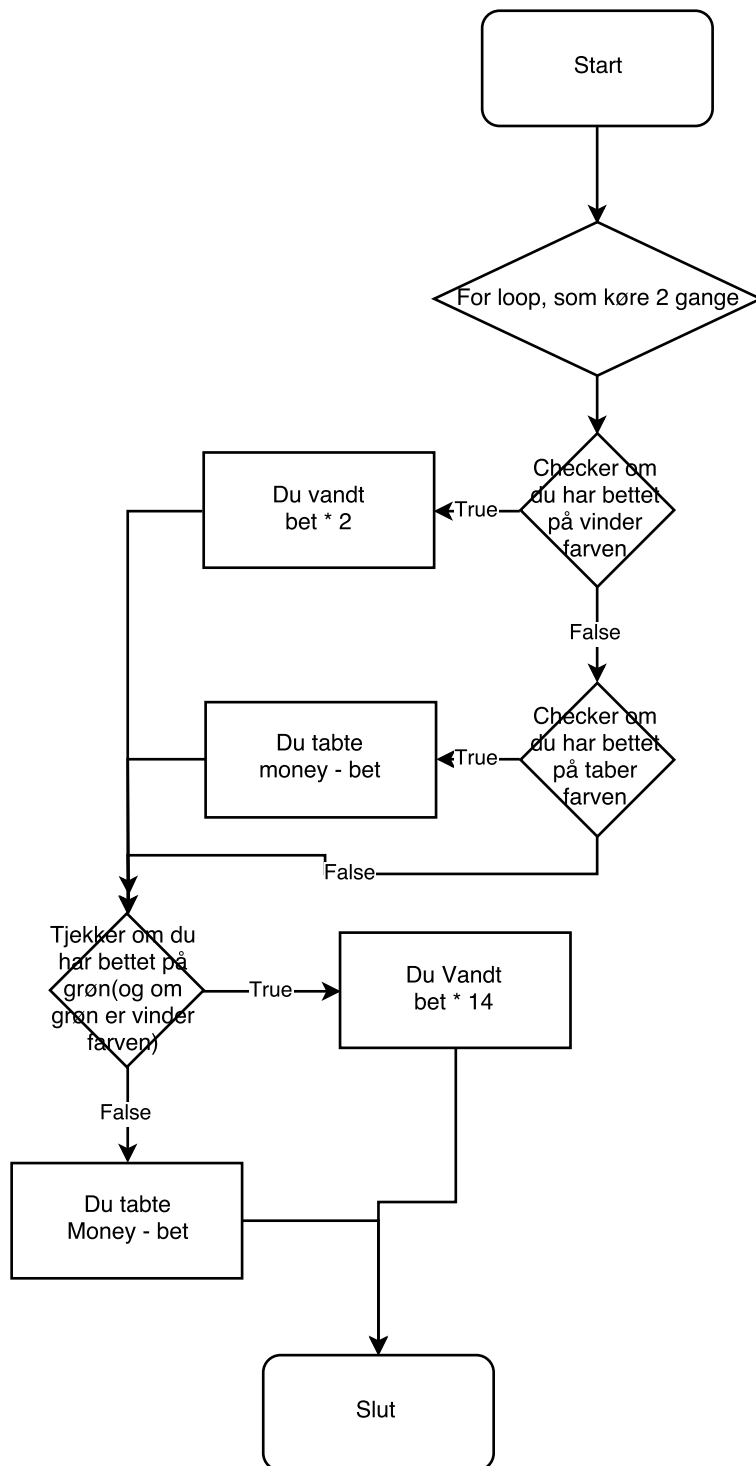 Start
For loop, som køre 2 gange
Checker om
du har bettet
på vinder
farven
True
Du vandt
bet * 2
False
Checker om
du har bettet
på taber
farven
True
Du tabte
money - bet
False
Tjekker om du
har bettet på
grøn(og om
grøn er vinder
farven)
True
Du Vandt
bet * 14
False
Du tabte
Money - bet
Slut